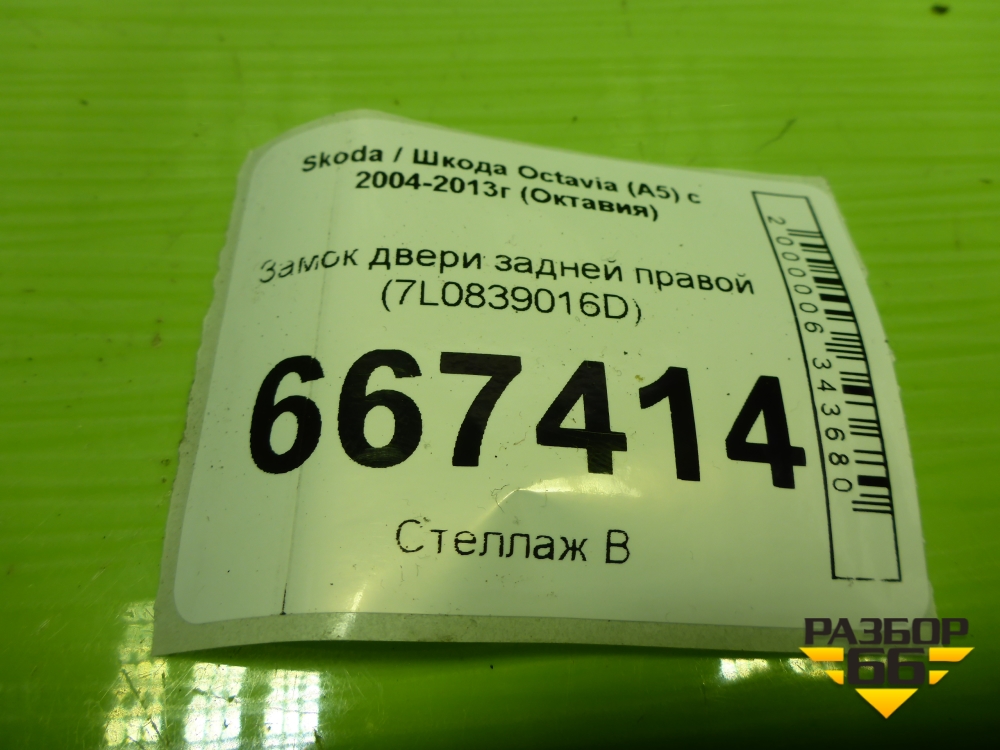 Skoda / Шкода Octavia (A5) с
2004-2013г (Октавия)
Замок двери задней правой
(7L0839016D)
667414
Стеллаж В
2000006343680
РАЗБОР
66